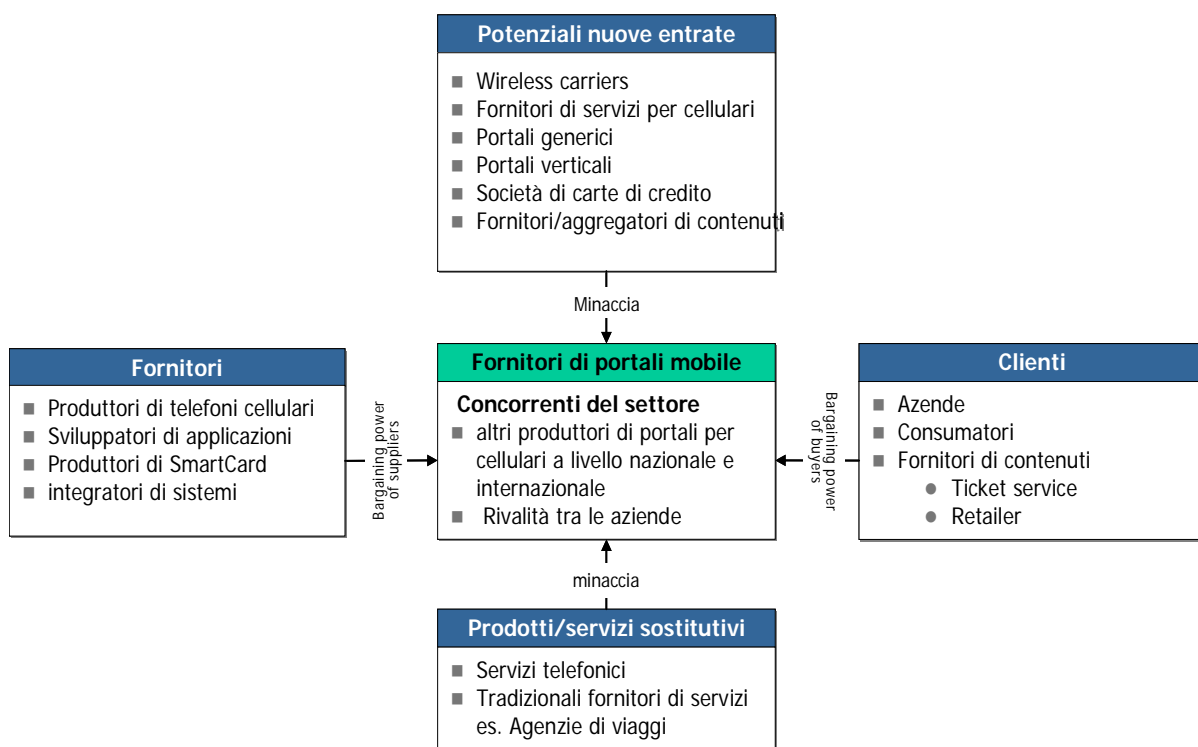 Potenziali nuove entrate
Wireless carriers
Fornitori di servizi per cellulari
Portali generici
Portali verticali
Società di carte di credito
Fornitori/aggregatori di contenuti
Minaccia
Fornitori
Produttori di telefoni cellulari
Sviluppatori di applicazioni
Produttori di SmartCard
integratori di sistemi
Bargaining power
of suppliers
Fornitori di portali mobile
Concorrenti del settore
altri produttori di portali per
cellulari a livello nazionale e
internazionale
Rivalità tra le aziende
Bargaining power
of buyers
Clienti
Azende
Consumatori
Fornitori di contenuti
Ticket service
Retailer
minaccia
Prodotti/servizi sostitutivi
Servizi telefonici
Tradizionali fornitori di servizi
es. Agenzie di viaggi